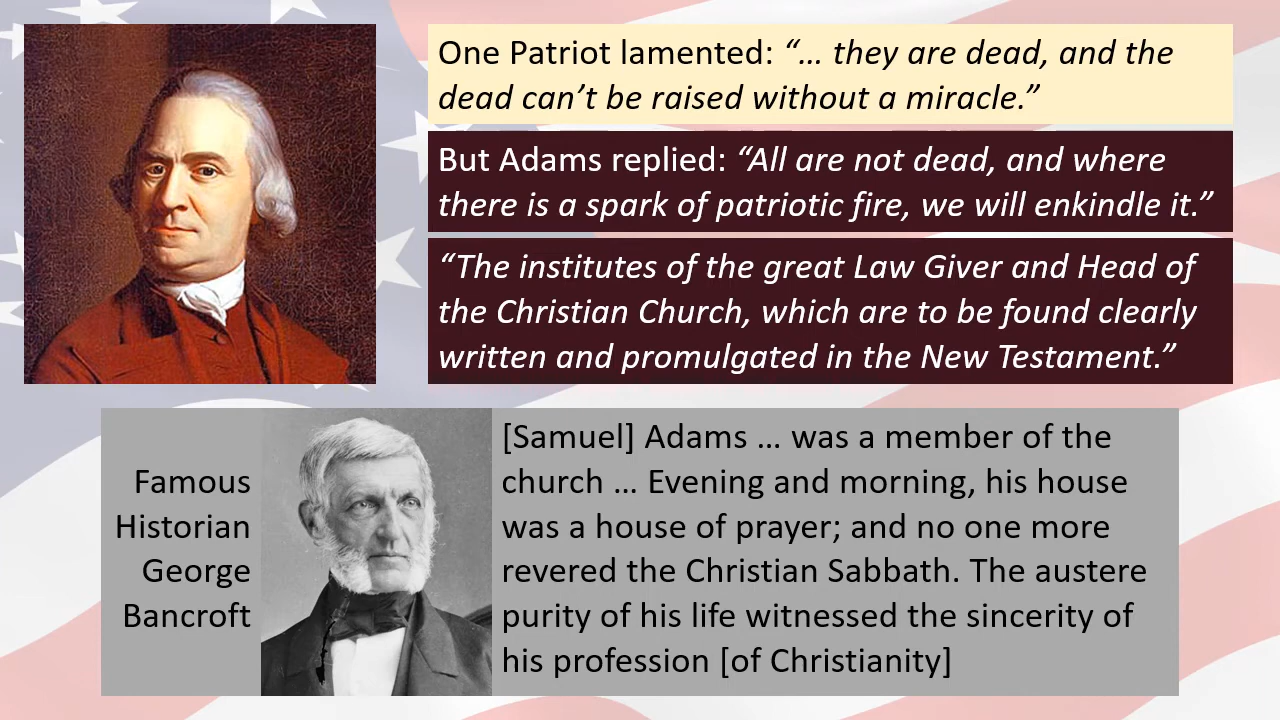 One Patriot lamented: “… they are dead, and the
dead can’t be raised without a miracle.”
But Adams replied: “All are not dead, and where
there is a spark of patriotic fire, we will enkindle it.”
“The institutes of the great Law Giver and Head of
the Christian Church, which are to be found clearly
written and promulgated in the New Testament.”
Famous
Historian
George
Bancroft
[Samuel] Adams … was a member of the
church … Evening and morning, his house
was a house of prayer; and no one more
revered the Christian Sabbath. The austere
purity of his life witnessed the sincerity of
his profession [of Christianity]